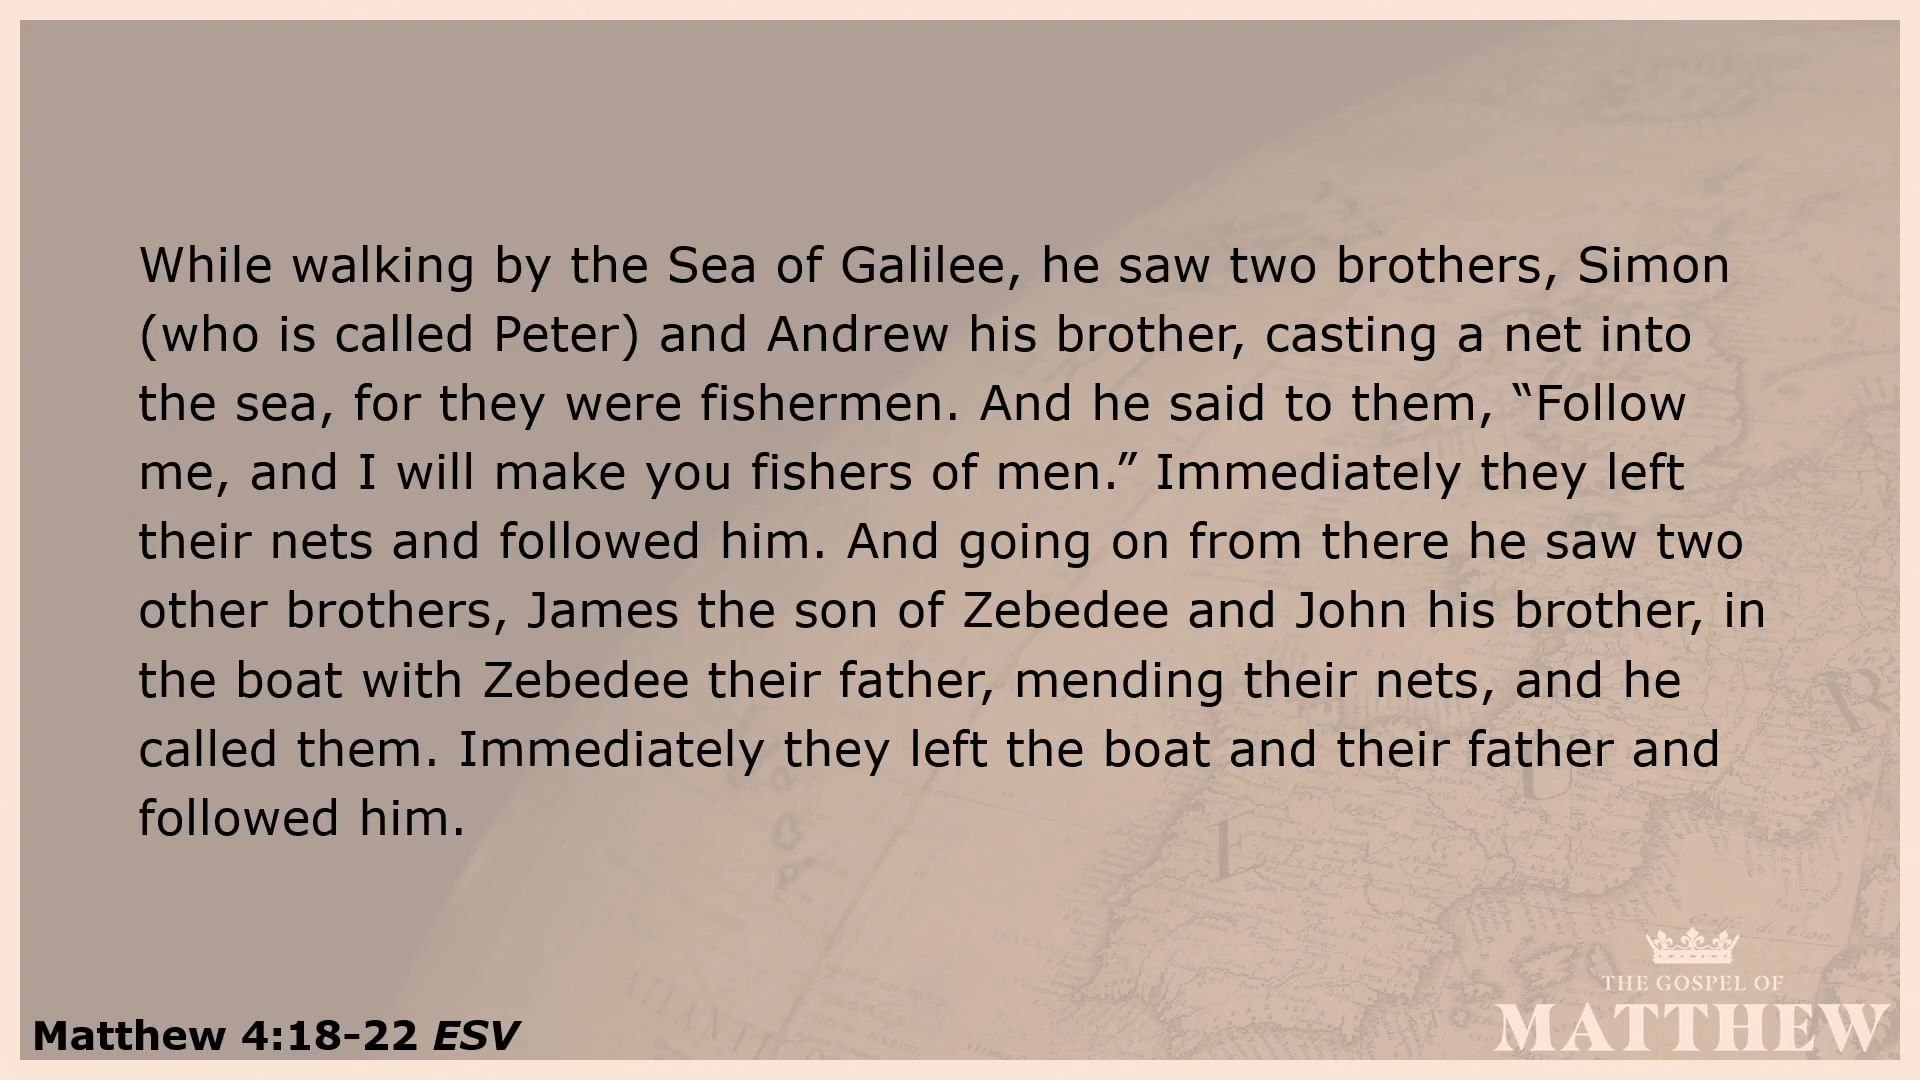 While walking by the Sea of Galilee, he saw two brothers, Simon
(who is called Peter) and Andrew his brother, casting a net into
the sea, for they were fishermen. And he said to them, “Follow
me, and I will make you fishers of men.” Immediately they left
their nets and followed him. And going on from there he saw two
other brothers, James the son of Zebedee and John his brother, in
the boat with Zebedee their father, mending their nets, and he
called them. Immediately they left the boat and their father and
followed him.
Matthew 4:18-22 ESV
THE GOSPEL OF
MATTHEW